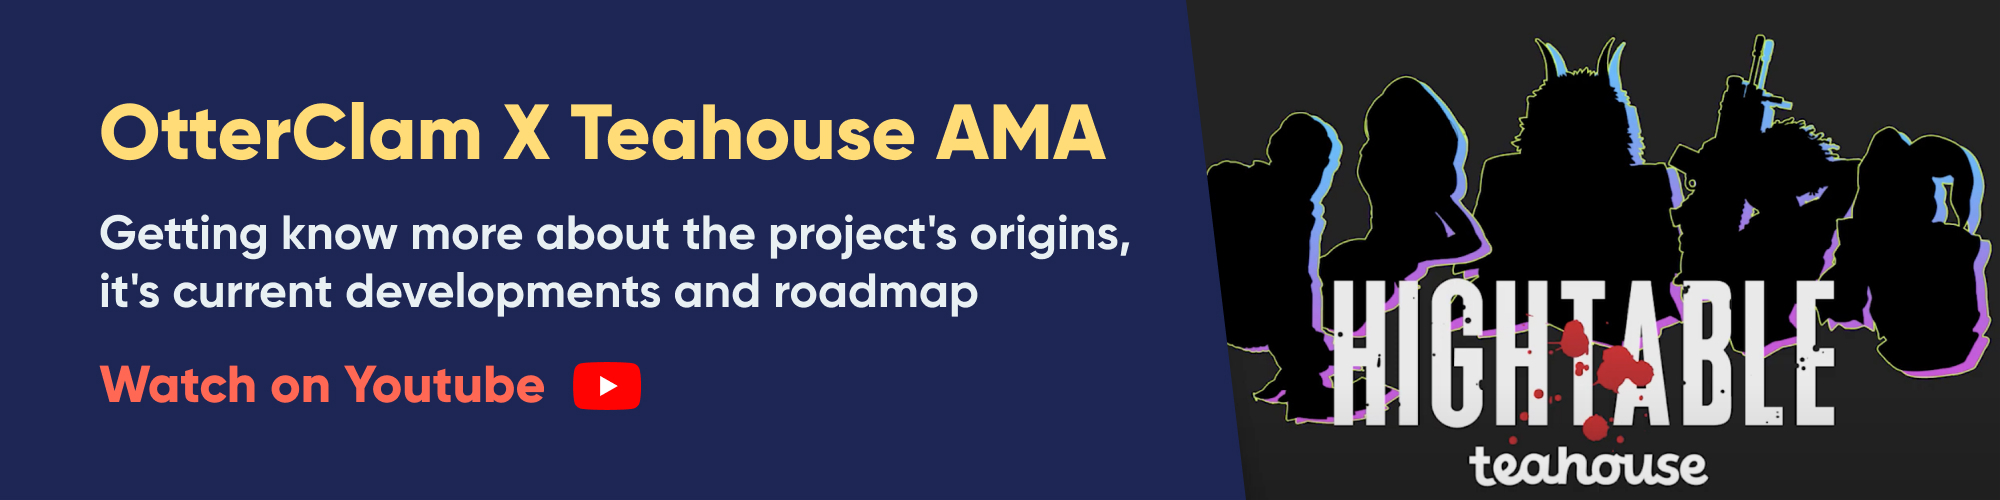 OtterClam X Teahouse AMA
Getting know more about the project's origins,
it's current developments and roadmap
Watch on Youtube
HIGHTABLE
teahouse